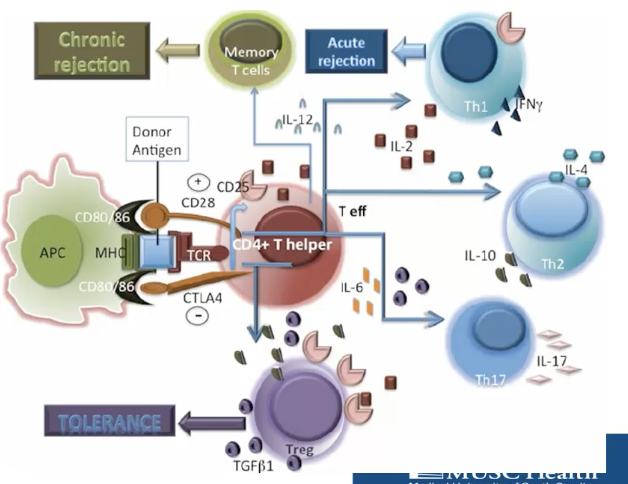 Chronic
rejection
Memory
T cells
Acute
rejection
Th1
IFNγ
IL-12
IL-2
Donor
Antigen
CD25
CD28
+
CD80/86
APC
MHC
TCR
CD4+ T helper
T eff
IL-4
IL-10
Th2
CD80/86
CTLA4
−
IL-6
IL-17
Th17
TOLERANCE
Treg
TGFβ1
MUSC Health